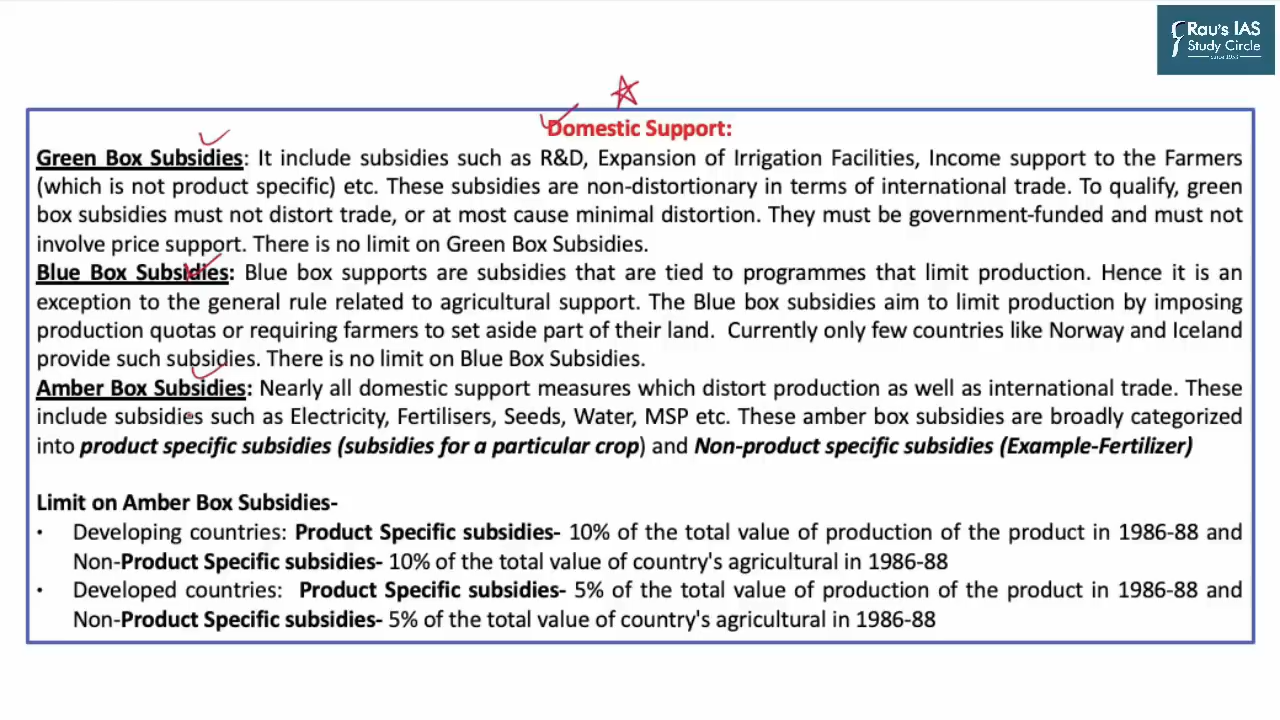 Rau's IAS
Study Circle
since 1953
Domestic Support:
Green Box Subsidies: It include subsidies such as R&D, Expansion of Irrigation Facilities, Income support to the Farmers
(which is not product specific) etc. These subsidies are non-distortionary in terms of international trade. To qualify, green
box subsidies must not distort trade, or at most cause minimal distortion. They must be government-funded and must not
involve price support. There is no limit on Green Box Subsidies.
Blue Box Subsidies: Blue box supports are subsidies that are tied to programmes that limit production. Hence it is an
exception to the general rule related to agricultural support. The Blue box subsidies aim to limit production by imposing
production quotas or requiring farmers to set aside part of their land. Currently only few countries like Norway and Iceland
provide such subsidies. There is no limit on Blue Box Subsidies.
Amber Box Subsidies: Nearly all domestic support measures which distort production as well as international trade. These
include subsidies such as Electricity, Fertilisers, Seeds, Water, MSP etc. These amber box subsidies are broadly categorized
into product specific subsidies (subsidies for a particular crop) and Non-product specific subsidies (Example-Fertilizer)
Limit on Amber Box Subsidies-
• Developing countries: Product Specific subsidies- 10% of the total value of production of the product in 1986-88 and
Non-Product Specific subsidies- 10% of the total value of country's agricultural in 1986-88
• Developed countries: Product Specific subsidies- 5% of the total value of production of the product in 1986-88 and
Non-Product Specific subsidies- 5% of the total value of country's agricultural in 1986-88